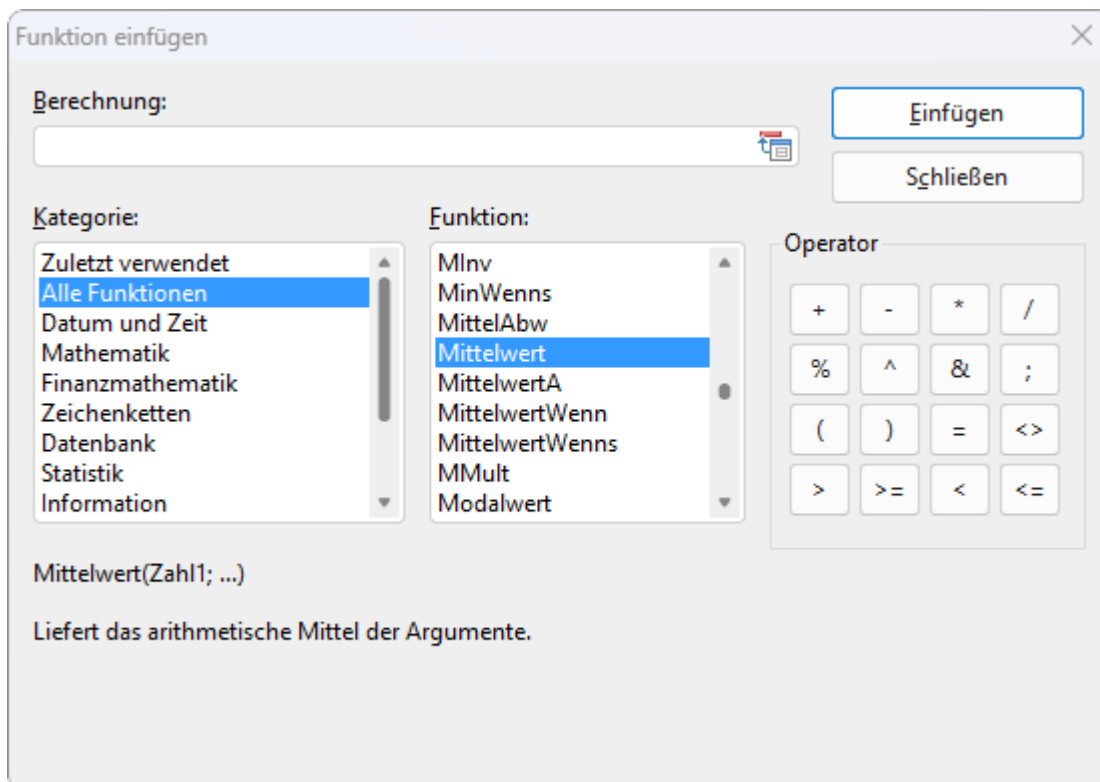 Funktion einfügen
Berechnung:
Einfügen
Schließen
Kategorie:
Zuletzt verwendet
Alle Funktionen
Datum und Zeit
Mathematik
Finanzmathematik
Zeichenketten
Datenbank
Statistik
Information
Funktion:
MInv
MinWenns
MittelAbw
Mittelwert
MittelwertA
MittelwertWenn
MittelwertWenns
MMult
Modalwert
Operator
+ - * /
% ^ & ;
( ) = <>
> >= < <=
Mittelwert(Zahl1; ...)
Liefert das arithmetische Mittel der Argumente.